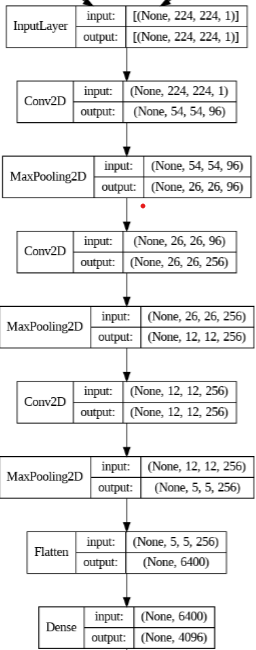 InputLayer input: [(None, 224, 224, 1)]
output: [(None, 224, 224, 1)]
Conv2D input: (None, 224, 224, 1)
output: (None, 54, 54, 96)
MaxPooling2D input: (None, 54, 54, 96)
output: (None, 26, 26, 96)
Conv2D input: (None, 26, 26, 96)
output: (None, 26, 26, 256)
MaxPooling2D input: (None, 26, 26, 256)
output: (None, 12, 12, 256)
Conv2D input: (None, 12, 12, 256)
output: (None, 12, 12, 256)
MaxPooling2D input: (None, 12, 12, 256)
output: (None, 5, 5, 256)
Flatten input: (None, 5, 5, 256)
output: (None, 6400)
Dense input: (None, 6400)
output: (None, 4096)